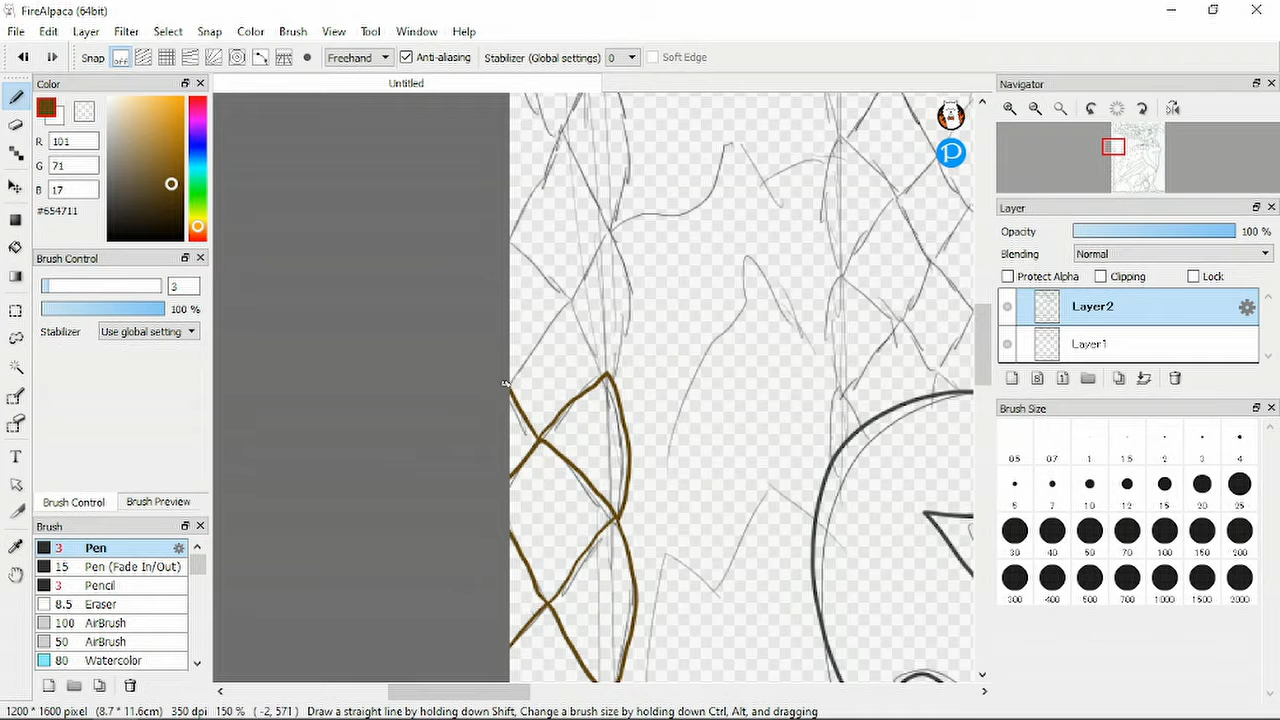 FireAlpaca (64bit)
File Edit Layer Filter Select Snap Color Brush View Tool Window Help
Snap off Freehand Anti-aliasing Stabilizer (Global settings) 0 Soft Edge
Color Untitled Navigator
R 101
G 71
B 17
#654711
Layer
Opacity 100 %
Blending Normal
Protect Alpha Clipping Lock
Layer2
Layer1
Brush Control
3
100 %
Stabilizer Use global setting
Brush Control Brush Preview
Brush Size
0.5 0.7 1 1.5 2 3 4
5 7 10 12 15 20 25
30 40 50 70 100 150 200
300 400 500 700 1000 1500 2000
Brush
3 Pen
15 Pen (Fade In/Out)
3 Pencil
8.5 Eraser
100 AirBrush
50 AirBrush
80 Watercolor
1200 * 1600 pixel (8.7 * 11.6cm) 350 dpi 150 % ( -2, 571 ) Draw a straight line by holding down Shift, Change a brush size by holding down Ctrl, Alt, and dragging